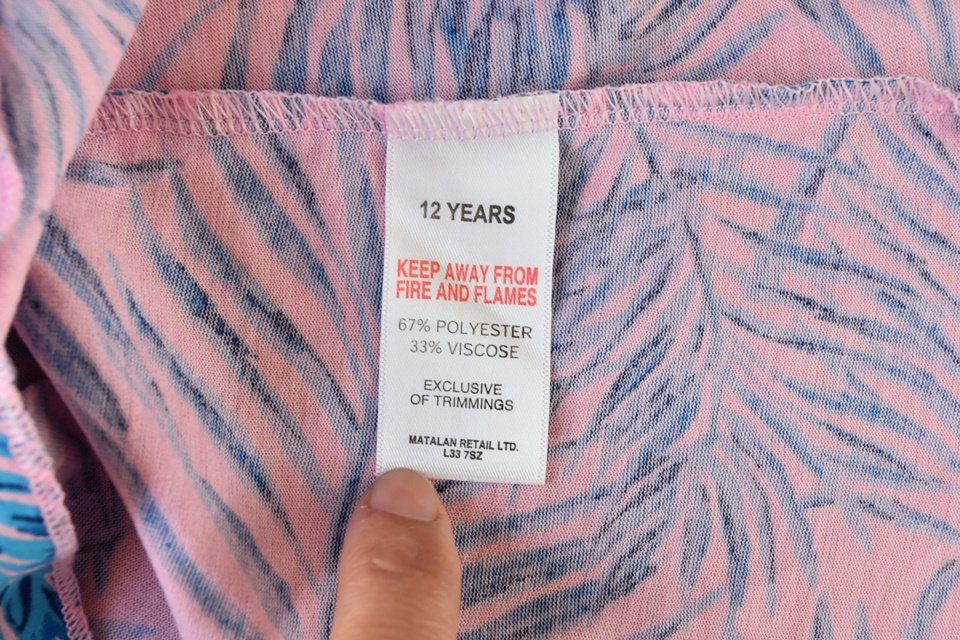 12 YEARS
KEEP AWAY FROM
FIRE AND FLAMES
67% POLYESTER
33% VISCOSE
EXCLUSIVE
OF TRIMMINGS
MATALAN RETAIL LTD.
L33 7SZ